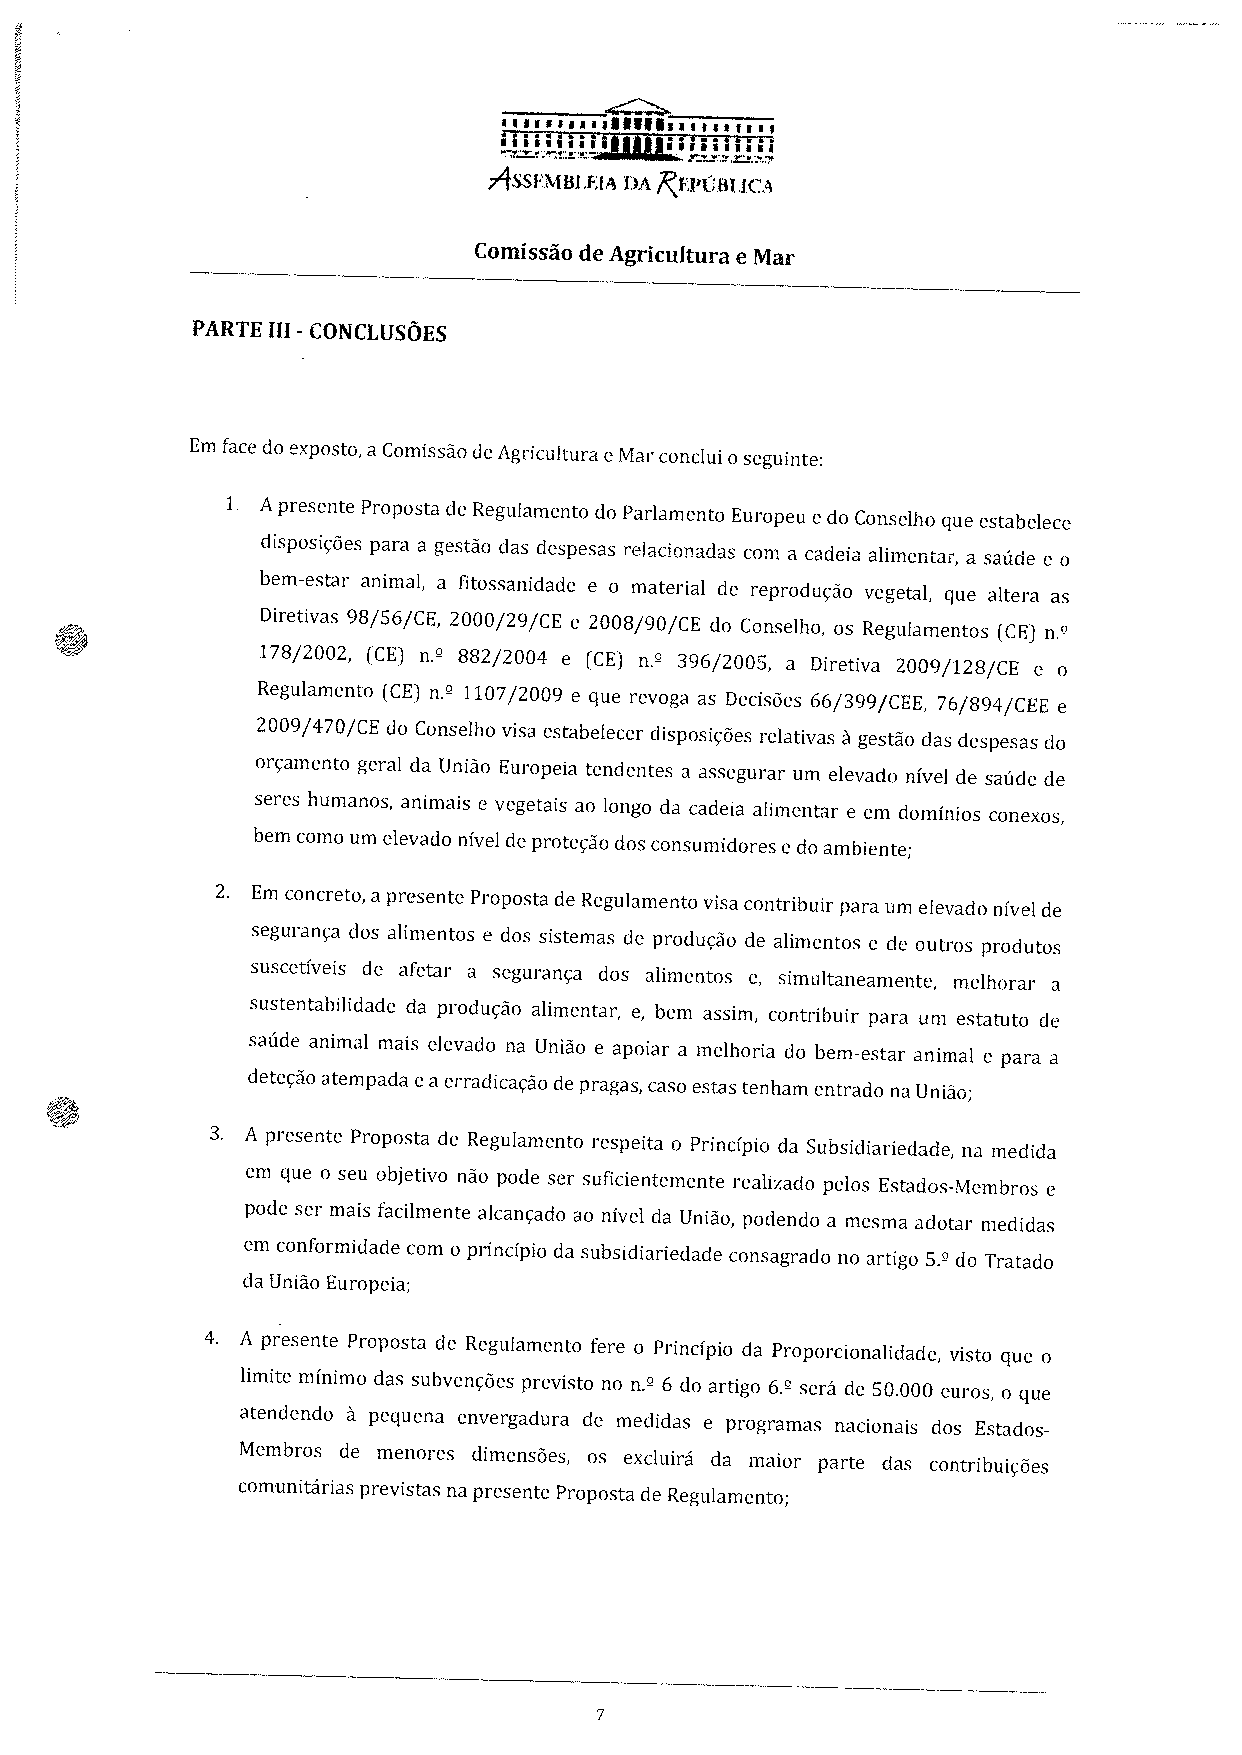 ASSEMBLEIA DA REPÚBLICA
Comissão de Agricultura e Mar
PARTE III - CONCLUSÕES
Em face do exposto, a Comissão de Agricultura e Mar conclui o seguinte:
1. A presente Proposta de Regulamento do Parlamento Europeu e do Conselho que estabelece
disposições para a gestão das despesas relacionadas com a cadeia alimentar, a saúde e o
bem-estar animal, a fitossanidade e o material de reprodução vegetal, que altera as
Diretivas 98/56/CE, 2000/29/CE e 2008/90/CE do Conselho, os Regulamentos (CE) n.º
178/2002, (CE) n.º 882/2004 e (CE) n.º 396/2005, a Diretiva 2009/128/CE e o
Regulamento (CE) n.º 1107/2009 e que revoga as Decisões 66/399/CEE, 76/894/CEE e
2009/470/CE do Conselho visa estabelecer disposições relativas à gestão das despesas do
orçamento geral da União Europeia tendentes a assegurar um elevado nível de saúde de
seres humanos, animais e vegetais ao longo da cadeia alimentar e em domínios conexos,
bem como um elevado nível de proteção dos consumidores e do ambiente;
2. Em concreto, a presente Proposta de Regulamento visa contribuir para um elevado nível de
segurança dos alimentos e dos sistemas de produção de alimentos e de outros produtos
suscetíveis de afetar a segurança dos alimentos e, simultaneamente, melhorar a
sustentabilidade da produção alimentar, e, bem assim, contribuir para um estatuto de
saúde animal mais elevado na União e apoiar a melhoria do bem-estar animal e para a
deteção atempada e a erradicação de pragas, caso estas tenham entrado na União;
3. A presente Proposta de Regulamento respeita o Princípio da Subsidiariedade, na medida
em que o seu objetivo não pode ser suficientemente realizado pelos Estados-Membros e
pode ser mais facilmente alcançado ao nível da União, podendo a mesma adotar medidas
em conformidade com o princípio da subsidiariedade consagrado no artigo 5.º do Tratado
da União Europeia;
4. A presente Proposta de Regulamento fere o Princípio da Proporcionalidade, visto que o
limite mínimo das subvenções previsto no n.º 6 do artigo 6.º será de 50.000 euros, o que
atendendo à pequena envergadura de medidas e programas nacionais dos Estados-
Membros de menores dimensões, os excluirá da maior parte das contribuições
comunitárias previstas na presente Proposta de Regulamento;
7